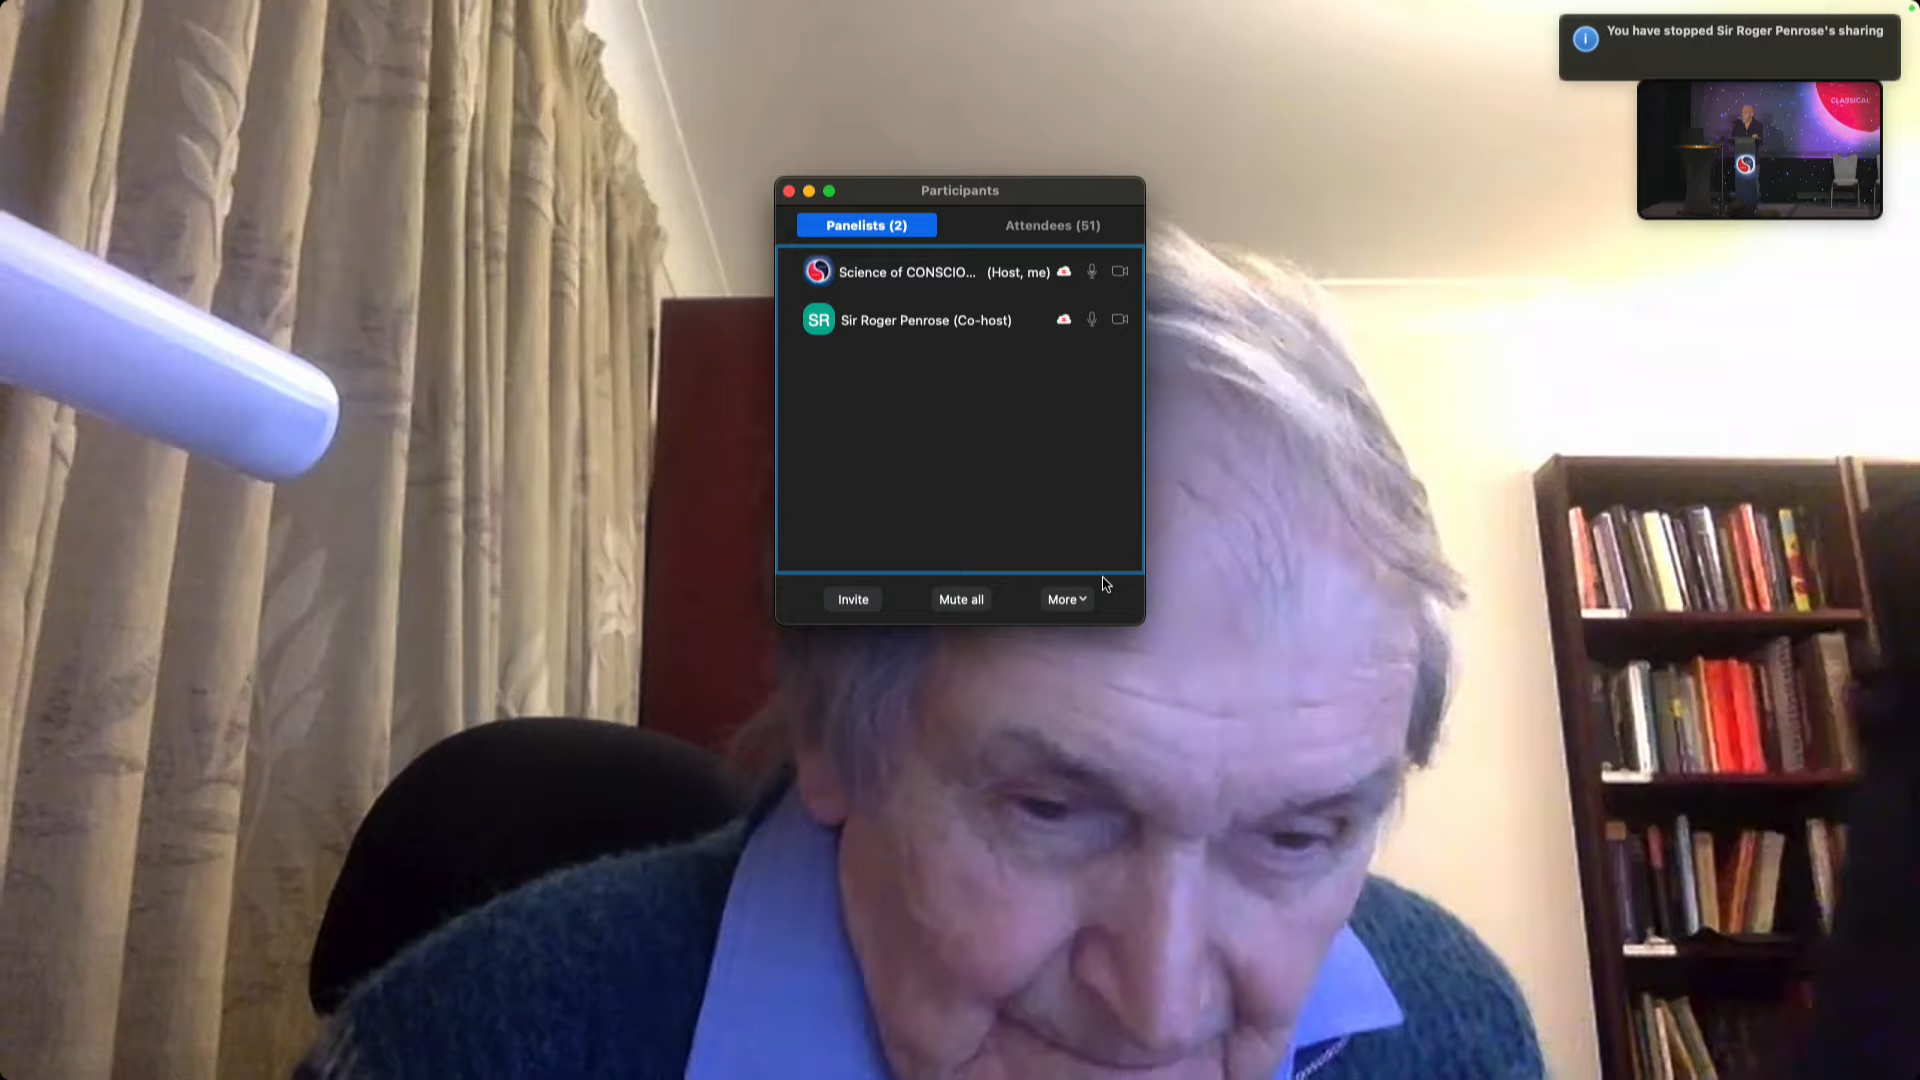 You have stopped Sir Roger Penrose's sharing
CLASSICAL
Participants
Panelists (2)
Attendees (51)
Science of CONSCIO... (Host, me)
SR Sir Roger Penrose (Co-host)
Invite
Mute all
More